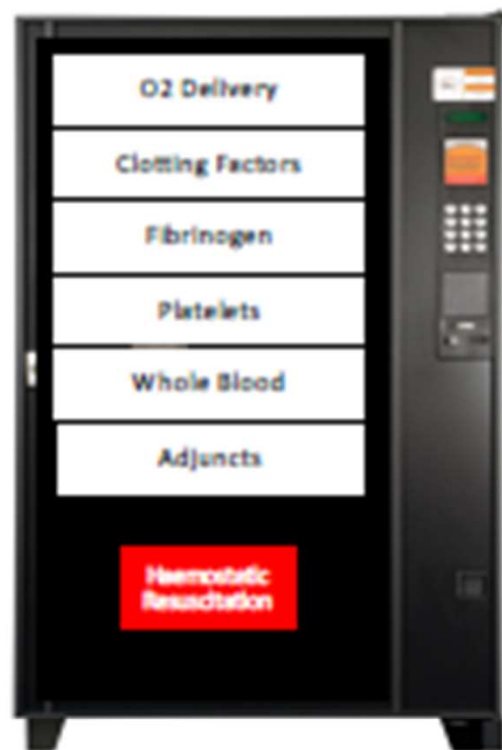 O2 Delivery
Clotting Factors
Fibrinogen
Platelets
Whole Blood
Adjuncts
Haemostatic
Resuscitation